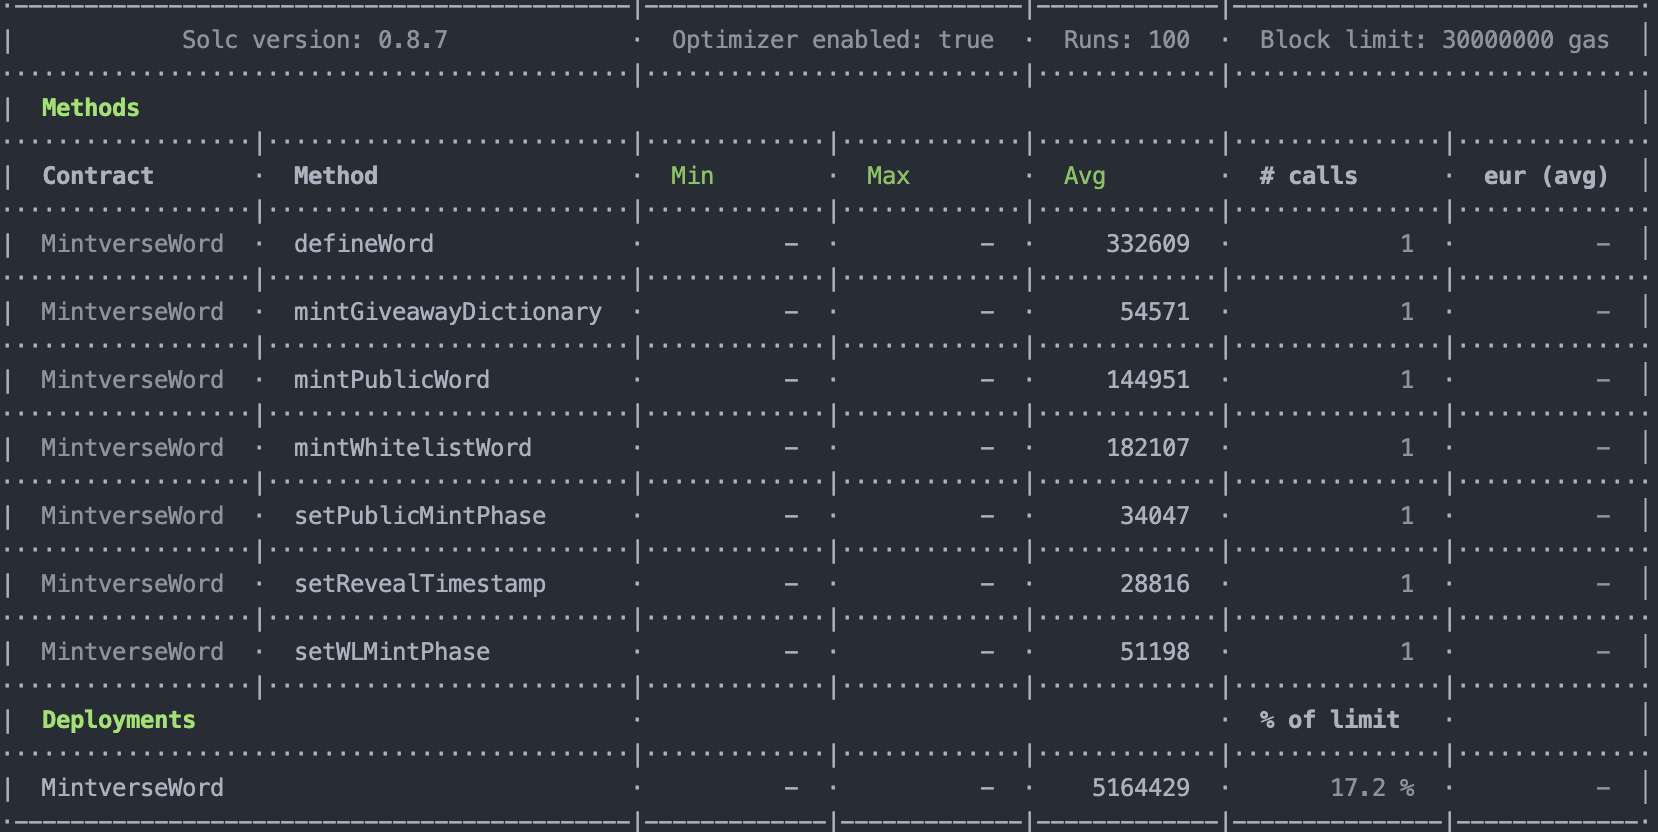 Solc version: 0.8.7 · Optimizer enabled: true · Runs: 100 · Block limit: 30000000 gas
Methods
Contract · Method · Min · Max · Avg · # calls · eur (avg)
MintverseWord · defineWord · - · - · 332609 · 1 · -
MintverseWord · mintGiveawayDictionary · - · - · 54571 · 1 · -
MintverseWord · mintPublicWord · - · - · 144951 · 1 · -
MintverseWord · mintWhitelistWord · - · - · 182107 · 1 · -
MintverseWord · setPublicMintPhase · - · - · 34047 · 1 · -
MintverseWord · setRevealTimestamp · - · - · 28816 · 1 · -
MintverseWord · setWLMintPhase · - · - · 51198 · 1 · -
Deployments · · % of limit ·
MintverseWord · - · - · 5164429 · 17.2 % · -